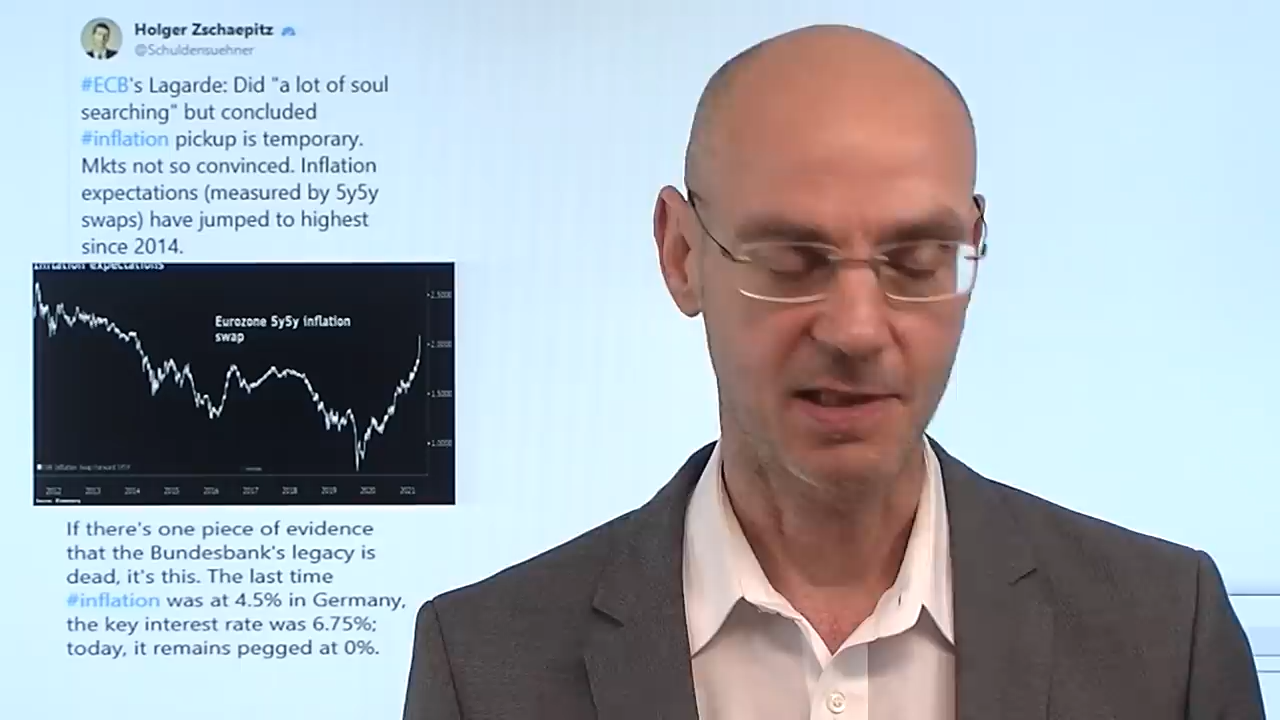 Holger Zschaepitz
@Schuldensuehner
#ECB's Lagarde: Did "a lot of soul
searching" but concluded
#inflation pickup is temporary.
Mkts not so convinced. Inflation
expectations (measured by 5y5y
swaps) have jumped to highest
since 2014.
Inflation expectations
Eurozone 5y5y inflation
swap
2.5000
2.0000
1.5000
1.0000
2012 2013 2014 2015 2016 2017 2018 2019 2020 2021
If there's one piece of evidence
that the Bundesbank's legacy is
dead, it's this. The last time
#inflation was at 4.5% in Germany,
the key interest rate was 6.75%;
today, it remains pegged at 0%.